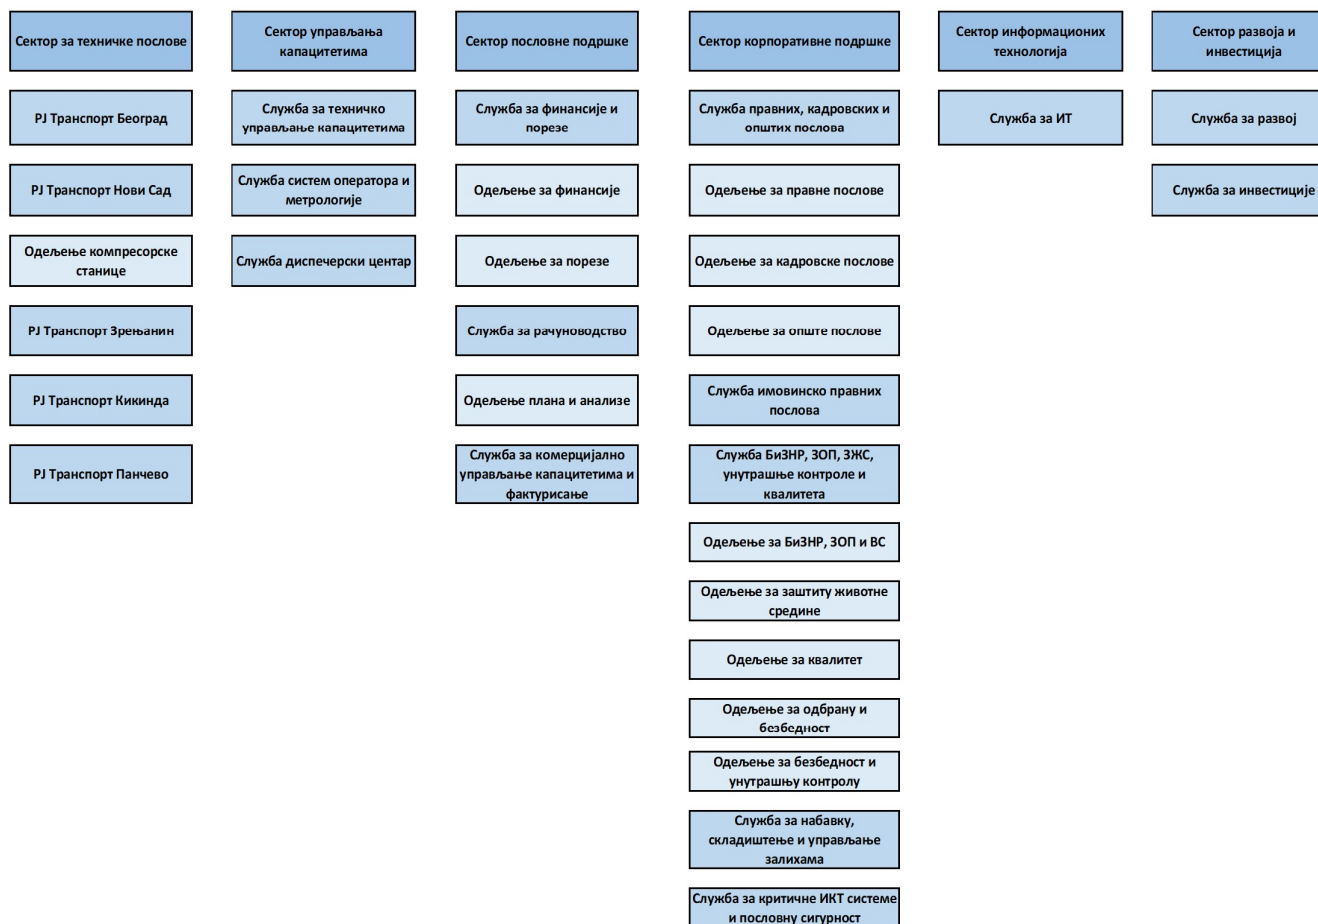 Сектор за техничке послове
РЈ Транспорт Београд
РЈ Транспорт Нови Сад
Одељење компресорске
станице
РЈ Транспорт Зрењанин
РЈ Транспорт Кикинда
РЈ Транспорт Панчево
Сектор управљања
капацитетима
Служба за техничко
управљање капацитетима
Служба систем оператора и
метрологије
Служба диспечерски центар
Сектор пословне подршке
Служба за финансије и
порезе
Одељење за финансије
Одељење за порезе
Служба за рачуноводство
Одељење плана и анализе
Служба за комерцијално
управљање капацитетима и
фактурисање
Сектор корпоративне подршке
Служба правних, кадровских и
општих послова
Одељење за правне послове
Одељење за кадровске послове
Одељење за опште послове
Служба имовинско правних
послова
Служба БиЗНР, ЗОП, ЗЖС,
унутрашње контроле и
квалитета
Одељење за БиЗНР, ЗОП и ВС
Одељење за заштиту животне
средине
Одељење за квалитет
Одељење за одбрану и
безбедност
Одељење за безбедност и
унутрашњу контролу
Служба за набавку,
складиштење и управљање
залихама
Служба за критичне ИКТ системе
и пословну сигурност
Сектор информационих
технологија
Служба за ИТ
Сектор развоја и
инвестиција
Служба за развој
Служба за инвестиције